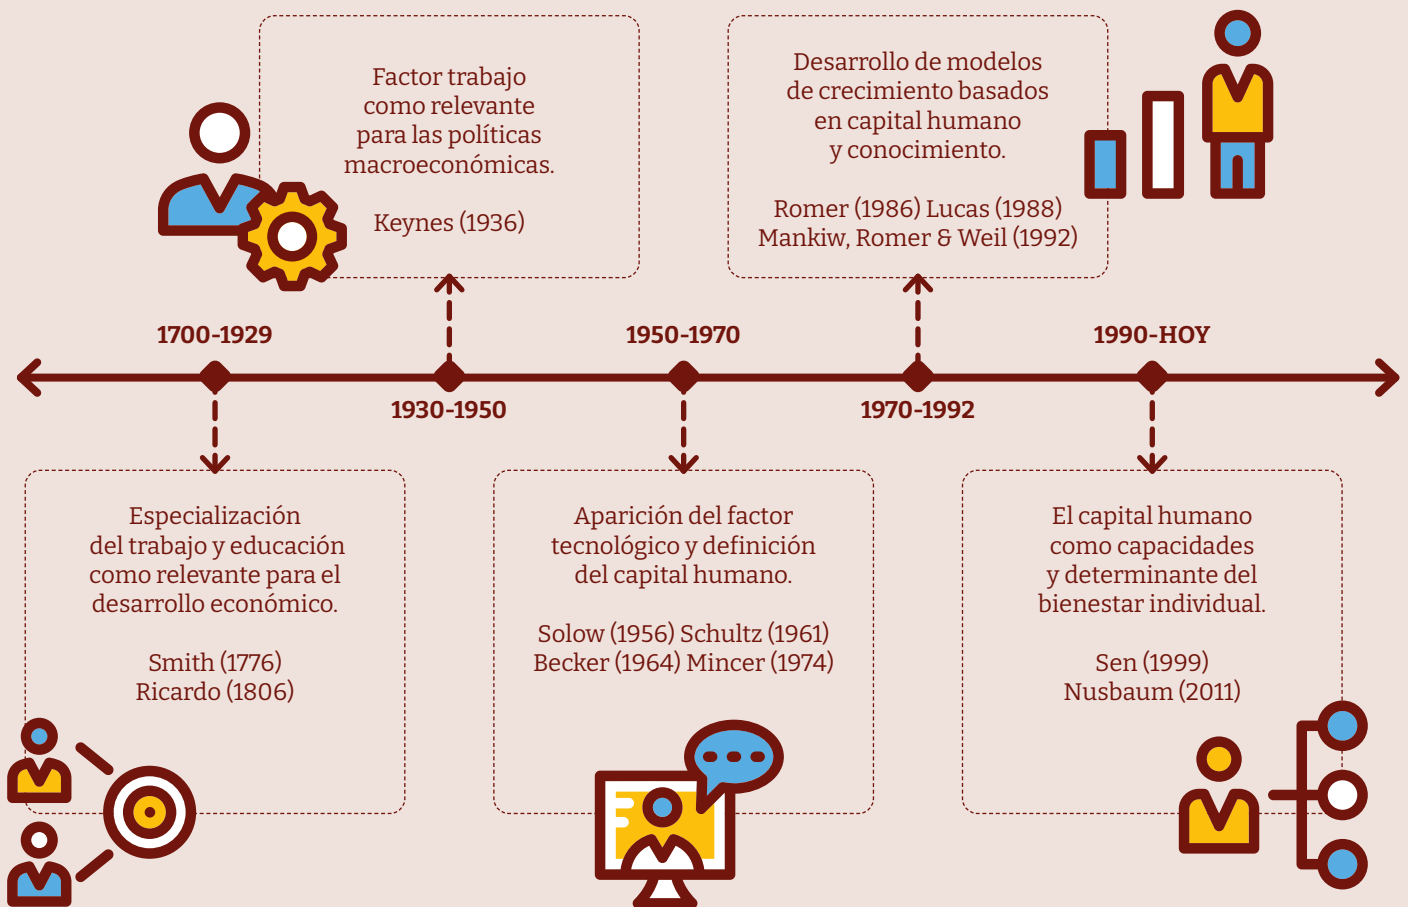 Factor trabajo
como relevante
para las políticas
macroeconómicas.
Keynes (1936)
Desarrollo de modelos
de crecimiento basados
en capital humano
y conocimiento.
Romer (1986) Lucas (1988)
Mankiw, Romer & Weil (1992)
1700-1929
1950-1970
1990-HOY
1930-1950
1970-1992
Especialización
del trabajo y educación
como relevante para el
desarrollo económico.
Smith (1776)
Ricardo (1806)
Aparición del factor
tecnológico y definición
del capital humano.
Solow (1956) Schultz (1961)
Becker (1964) Mincer (1974)
El capital humano
como capacidades
y determinante del
bienestar individual.
Sen (1999)
Nusbaum (2011)